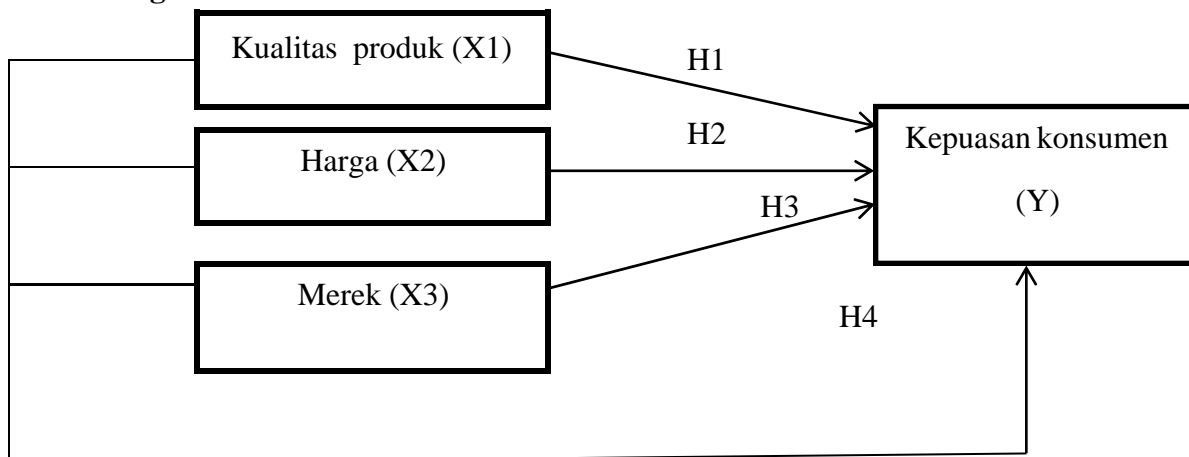 Kualitas produk (X1)
H1
H2
Harga (X2)
Kepuasan konsumen
(Y)
H3
Merek (X3)
H4